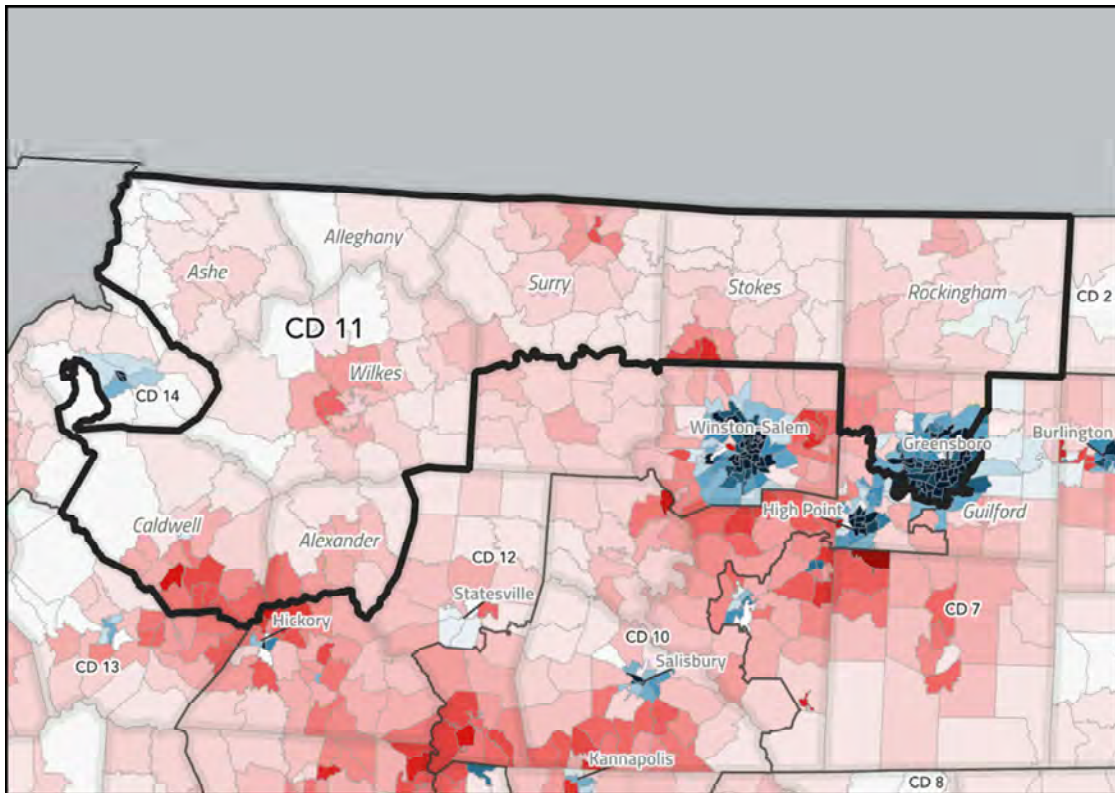 Alleghany
Ashe
Surry
Stokes
Rockingham
CD 2
CD 11
Wilkes
CD 14
Winston-Salem
Greensboro
Burlington
High Point
Guilford
Caldwell
Alexander
CD 12
Statesville
Hickory
CD 7
CD 10
CD 13
Salisbury
Kannapolis
CD 8